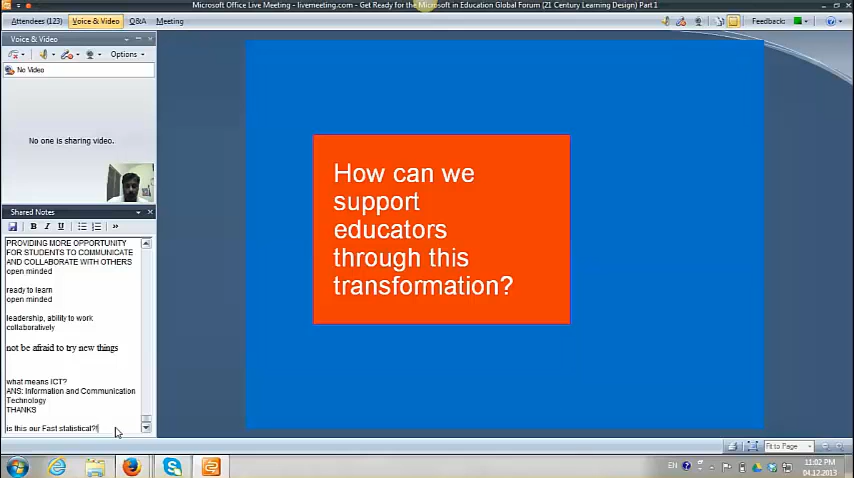 Microsoft Office Live Meeting - livemeeting.com - Get Ready for the Microsoft in Education Global Forum (21 Century Learning Design) Part 1
Attendees (123) Voice & Video Q&A Meeting
Feedback:
Voice & Video
Options
No Video
No one is sharing video.
Shared Notes
B I U
PROVIDING MORE OPPORTUNITY
FOR STUDENTS TO COMMUNICATE
AND COLLABORATE WITH OTHERS
open minded
ready to learn
open minded
leadership, ability to work
collaboratively
not be afraid to try new things
what means ICT?
ANS: Information and Communication
Technology
THANKS
is this our Fast statistical?!
How can we
support
educators
through this
transformation?
Fit to Page
EN
11:02 PM
04.12.2013